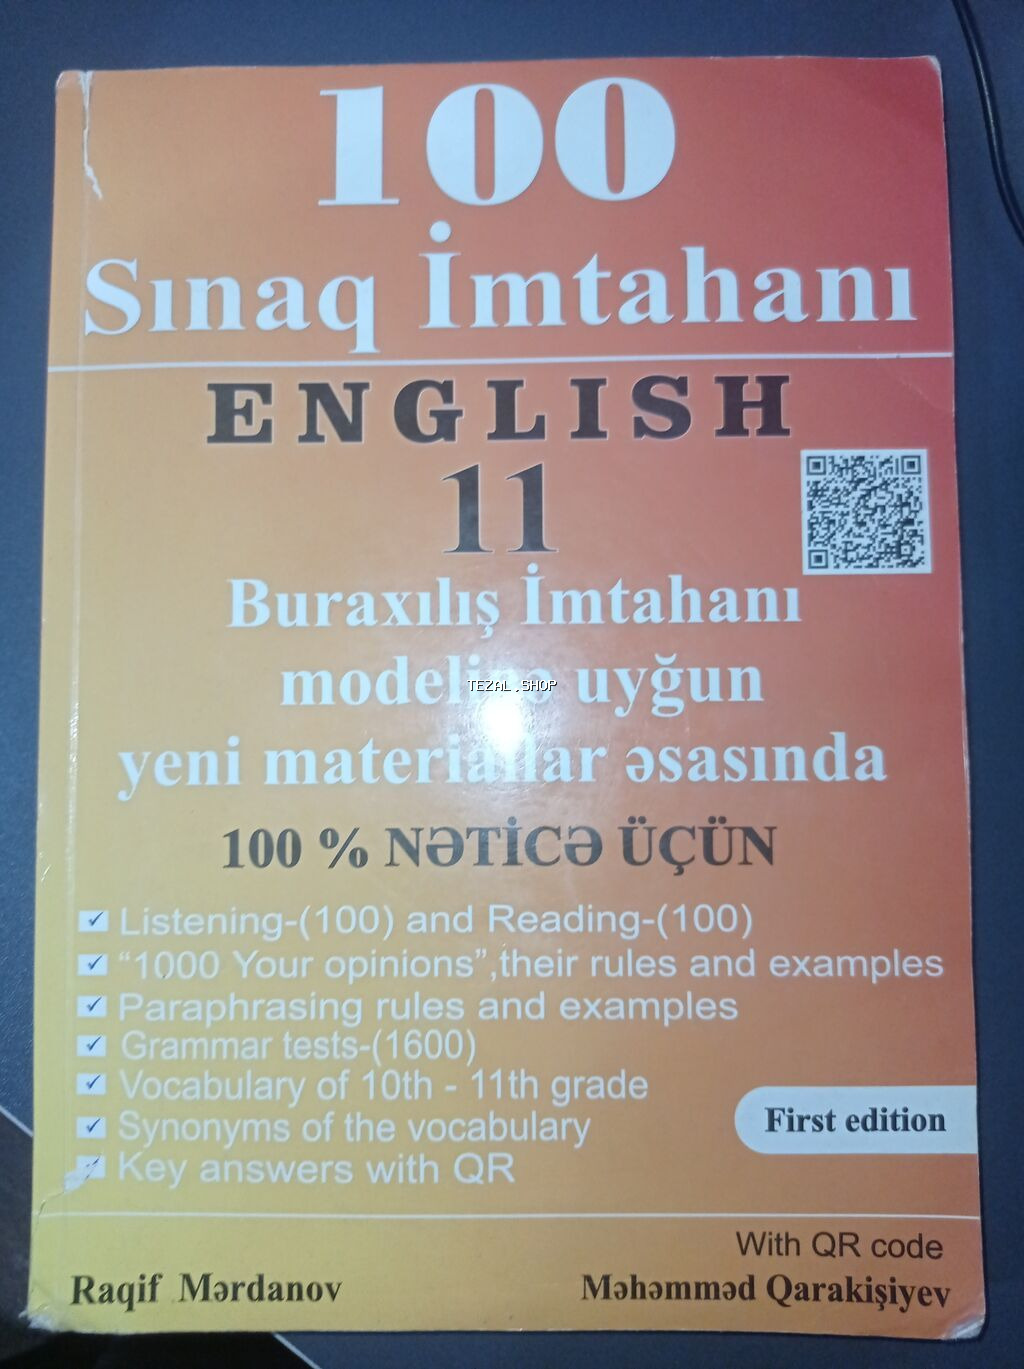 100
Sınaq İmtahanı
ENGLISH
11
Buraxılış İmtahanı
modelinə uyğun
TEZAL.SHOP
yeni materiallar əsasında
100 % NƏTİCƏ ÜÇÜN
Listening-(100) and Reading-(100)
“1000 Your opinions”,their rules and examples
Paraphrasing rules and examples
Grammar tests-(1600)
Vocabulary of 10th - 11th grade
Synonyms of the vocabulary
Key answers with QR
First edition
With QR code
Raqif Mərdanov
Məhəmməd Qarakişiyev